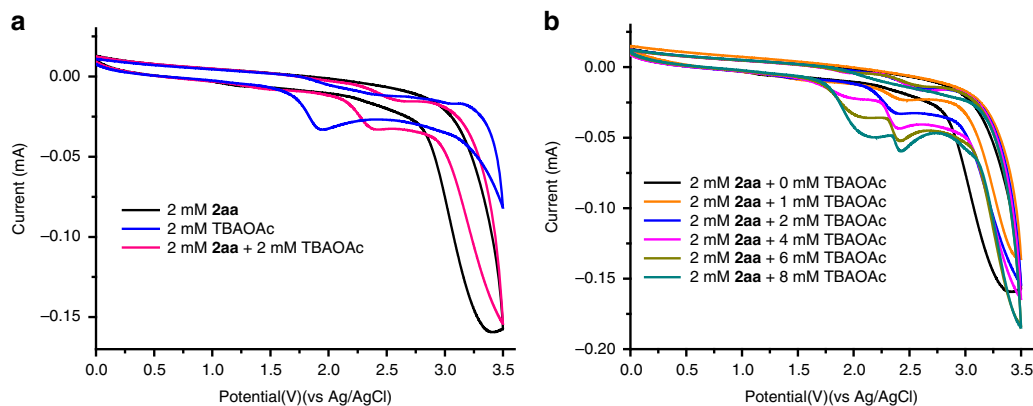 a
0.00
−0.05
−0.10
−0.15
Current (mA)
2 mM 2aa
2 mM TBAOAc
2 mM 2aa + 2 mM TBAOAc
0.0 0.5 1.0 1.5 2.0 2.5 3.0 3.5
Potential(V)(vs Ag/AgCl)
b
0.00
−0.05
−0.10
−0.15
−0.20
Current (mA)
2 mM 2aa + 0 mM TBAOAc
2 mM 2aa + 1 mM TBAOAc
2 mM 2aa + 2 mM TBAOAc
2 mM 2aa + 4 mM TBAOAc
2 mM 2aa + 6 mM TBAOAc
2 mM 2aa + 8 mM TBAOAc
0.0 0.5 1.0 1.5 2.0 2.5 3.0 3.5
Potential(V)(vs Ag/AgCl)